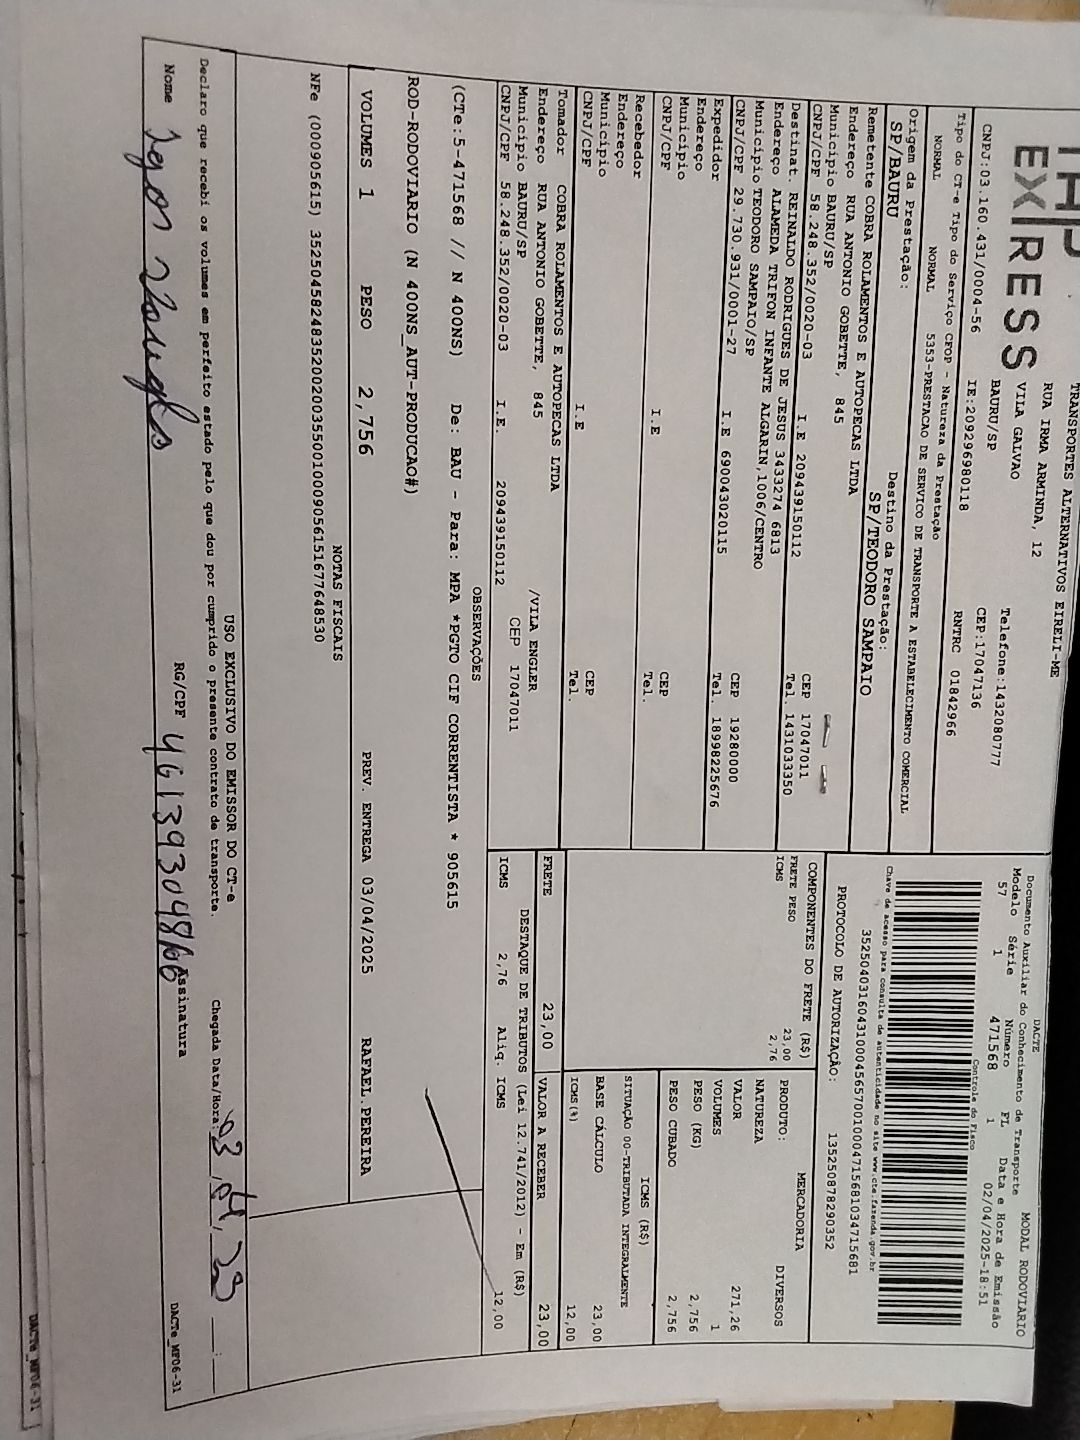 EXPRESS
TRANSPORTES ALTERNATIVOS EIRELI-ME
RUA IRMA ARMINDA, 12
VILA GALVAO
Telefone:1432080777
BAURU/SP
CEP:17047136
CNPJ:03.160.431/0004-56 IE:209296980118 RNTRC 01842966
DACTE
MODAL RODOVIARIO
Documento Auxiliar do Conhecimento de Transporte
Modelo Série Número FL Data e Hora de Emissão
57 1 471568 1 02/04/2025-18:51
Controle do Fisco
Chave de acesso para consulta de autenticidade no site www.cte.fazenda.gov.br
35250403160431000456570010004715681034715681
PROTOCOLO DE AUTORIZAÇÃO: 135250878290352
Tipo do CT-e Tipo do Serviço CFOP - Natureza da Prestação
NORMAL NORMAL 5353-PRESTACAO DE SERVICO DE TRANSPORTE A ESTABELECIMENTO COMERCIAL
Origem da Prestação: Destino da Prestação:
SP/BAURU SP/TEODORO SAMPAIO
Remetente COBRA ROLAMENTOS E AUTOPECAS LTDA
Endereço RUA ANTONIO GOBETTE, 845
Município BAURU/SP CEP 17047011
CNPJ/CPF 58.248.352/0020-03 I.E 209439150112 Tel. 1431033350
Destinat. REINALDO RODRIGUES DE JESUS 3433274 6813
Endereço ALAMEDA TRIFON INFANTE ALGARIN,1006/CENTRO
Município TEODORO SAMPAIO/SP CEP 19280000
CNPJ/CPF 29.730.931/0001-27 I.E 690043020115 Tel. 18998225676
Expedidor
Endereço
Município CEP
CNPJ/CPF I.E Tel.
Recebedor
Endereço
Município CEP
CNPJ/CPF I.E Tel.
Tomador COBRA ROLAMENTOS E AUTOPECAS LTDA
Endereço RUA ANTONIO GOBETTE, 845 /VILA ENGLER
Município BAURU/SP CEP 17047011
CNPJ/CPF 58.248.352/0020-03 I.E. 209439150112
COMPONENTES DO FRETE (R$)
FRETE PESO 23,00
ICMS 2,76
PRODUTO: MERCADORIA
NATUREZA DIVERSOS
VALOR 271,26
VOLUMES 1
PESO (KG) 2,756
PESO CUBADO 2,756
ICMS (R$)
SITUAÇÃO 00-TRIBUTADA INTEGRALMENTE
BASE CÁLCULO 23,00
ICMS(%) 12,00
FRETE 23,00 VALOR A RECEBER 23,00
DESTAQUE DE TRIBUTOS (Lei 12.741/2012) - Em (R$)
ICMS 2,76 Aliq. ICMS 12,00
OBSERVAÇÕES
(CTe:5-471568 // N 400NS) De: BAU - Para: MPA *PGTO CIF CORRENTISTA * 905615
ROD-RODOVIARIO (N 400NS_AUT-PRODUCAO#)
VOLUMES 1 PESO 2,756 PREV. ENTREGA 03/04/2025 RAFAEL.PEREIRA
NOTAS FISCAIS
NFe (000905615) 35250458248352002003550010009056151677648530
USO EXCLUSIVO DO EMISSOR DO CT-e
Declaro que recebi os volumes em perfeito estado pelo que dou por cumprido o presente contrato de transporte.
Chegada Data/Hora: 03/04/
Nome RG/CPF Assinatura
DACTe_MF06-31
DACTe_MF06-31